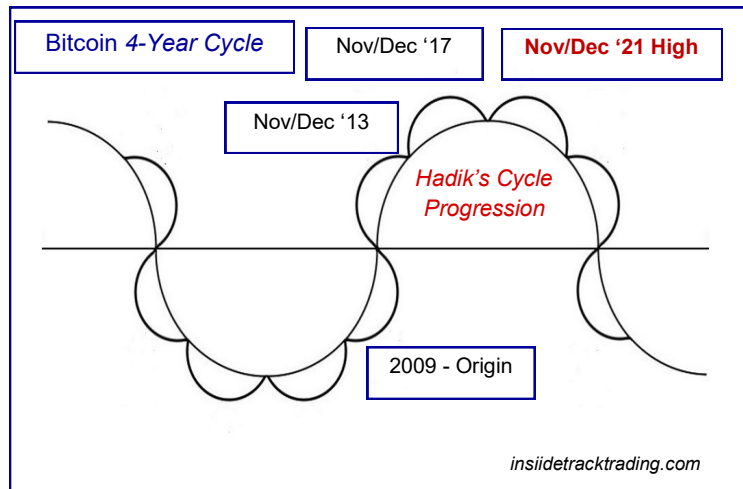 Bitcoin 4-Year Cycle
Nov/Dec ‘17
Nov/Dec ‘21 High
Nov/Dec ‘13
Hadik’s Cycle
Progression
2009 - Origin
insiidetracktrading.com